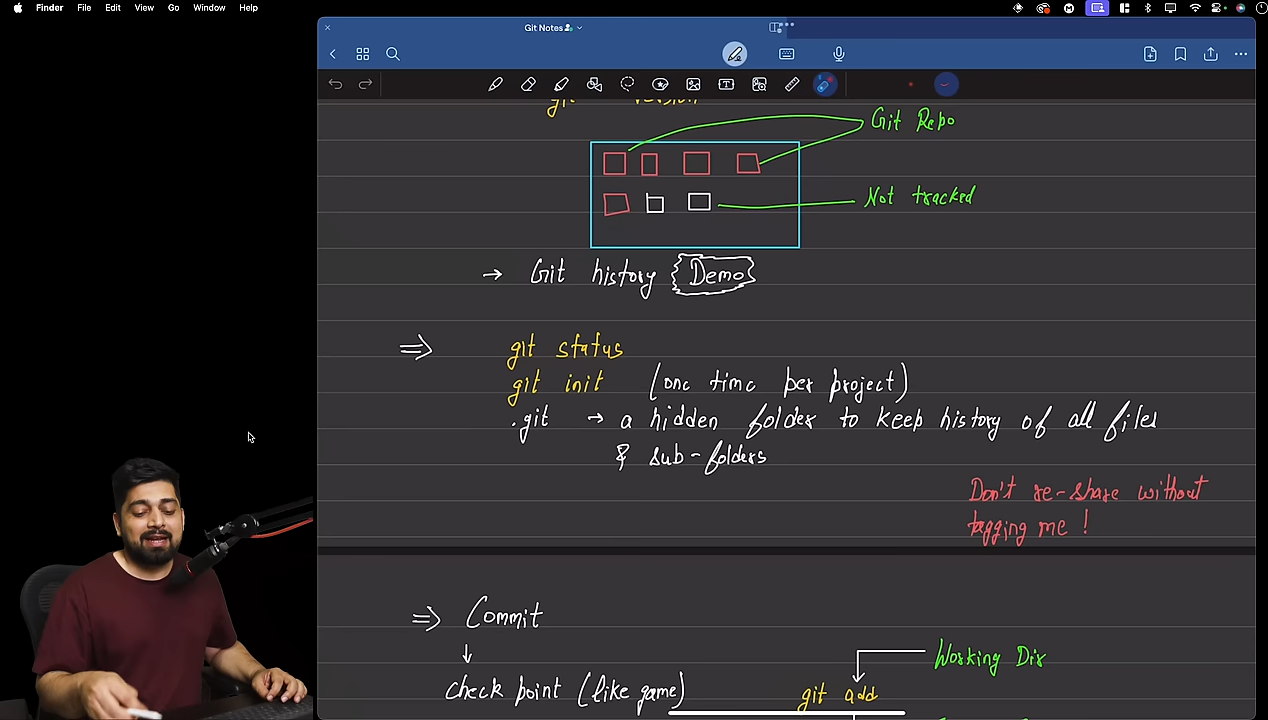 Finder File Edit View Go Window Help
Git Notes
git version
Git Repo
Not tracked
→ Git history Demo
⇒ git status
git init (one time per project)
.git → a hidden folder to keep history of all files
& sub-folders
Don't re-share without
tagging me !
⇒ Commit
↓
Working Dir
check point (like game)
git add